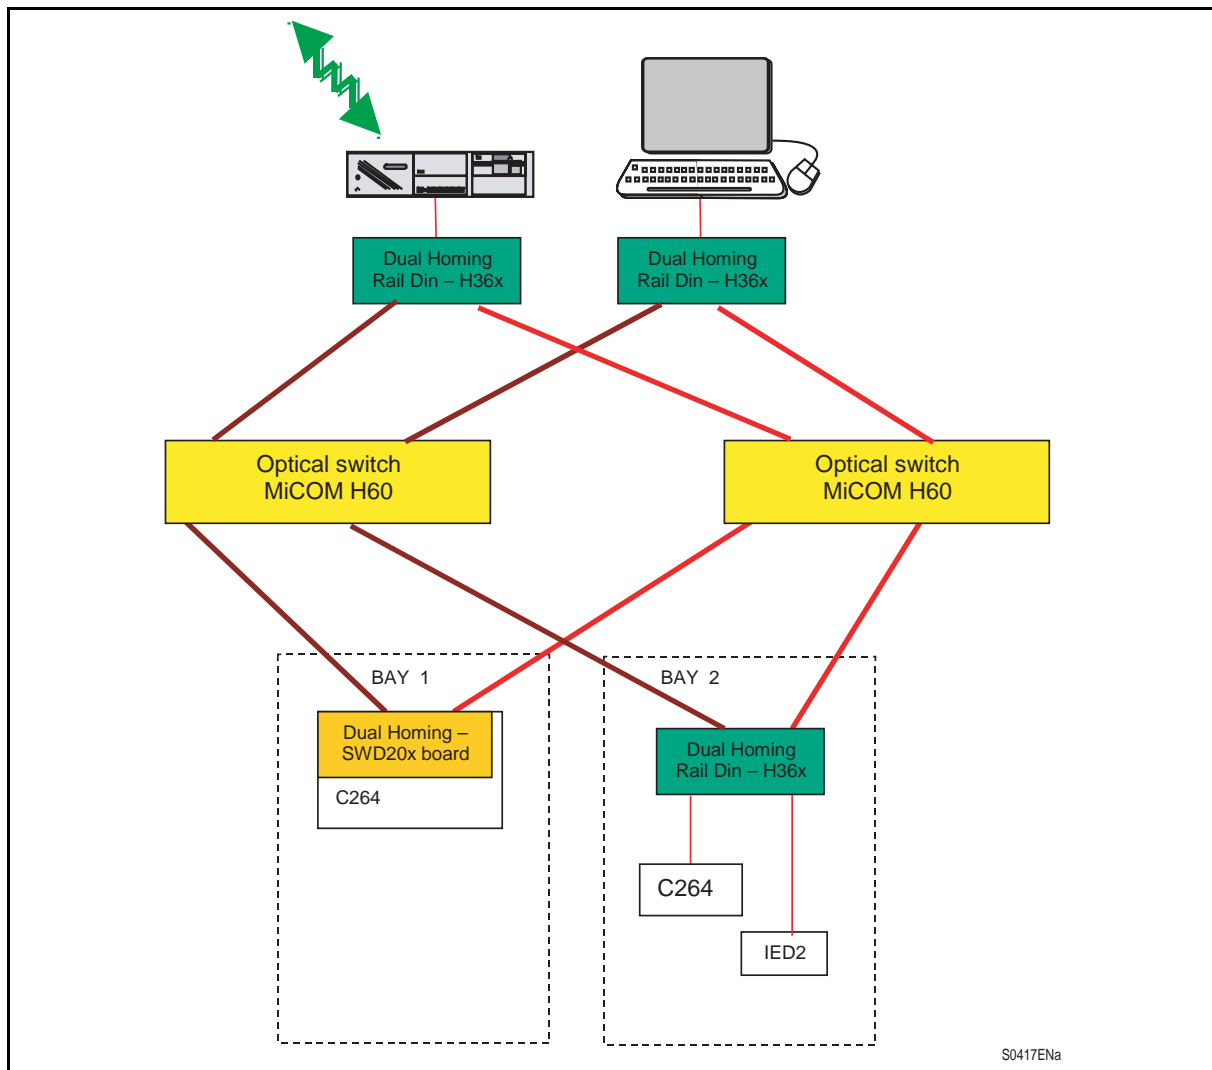 Dual Homing
Rail Din – H36x
Dual Homing
Rail Din – H36x
Optical switch
MiCOM H60
Optical switch
MiCOM H60
BAY 1
BAY 2
Dual Homing –
SWD20x board
C264
Dual Homing
Rail Din – H36x
C264
IED2
S0417ENa